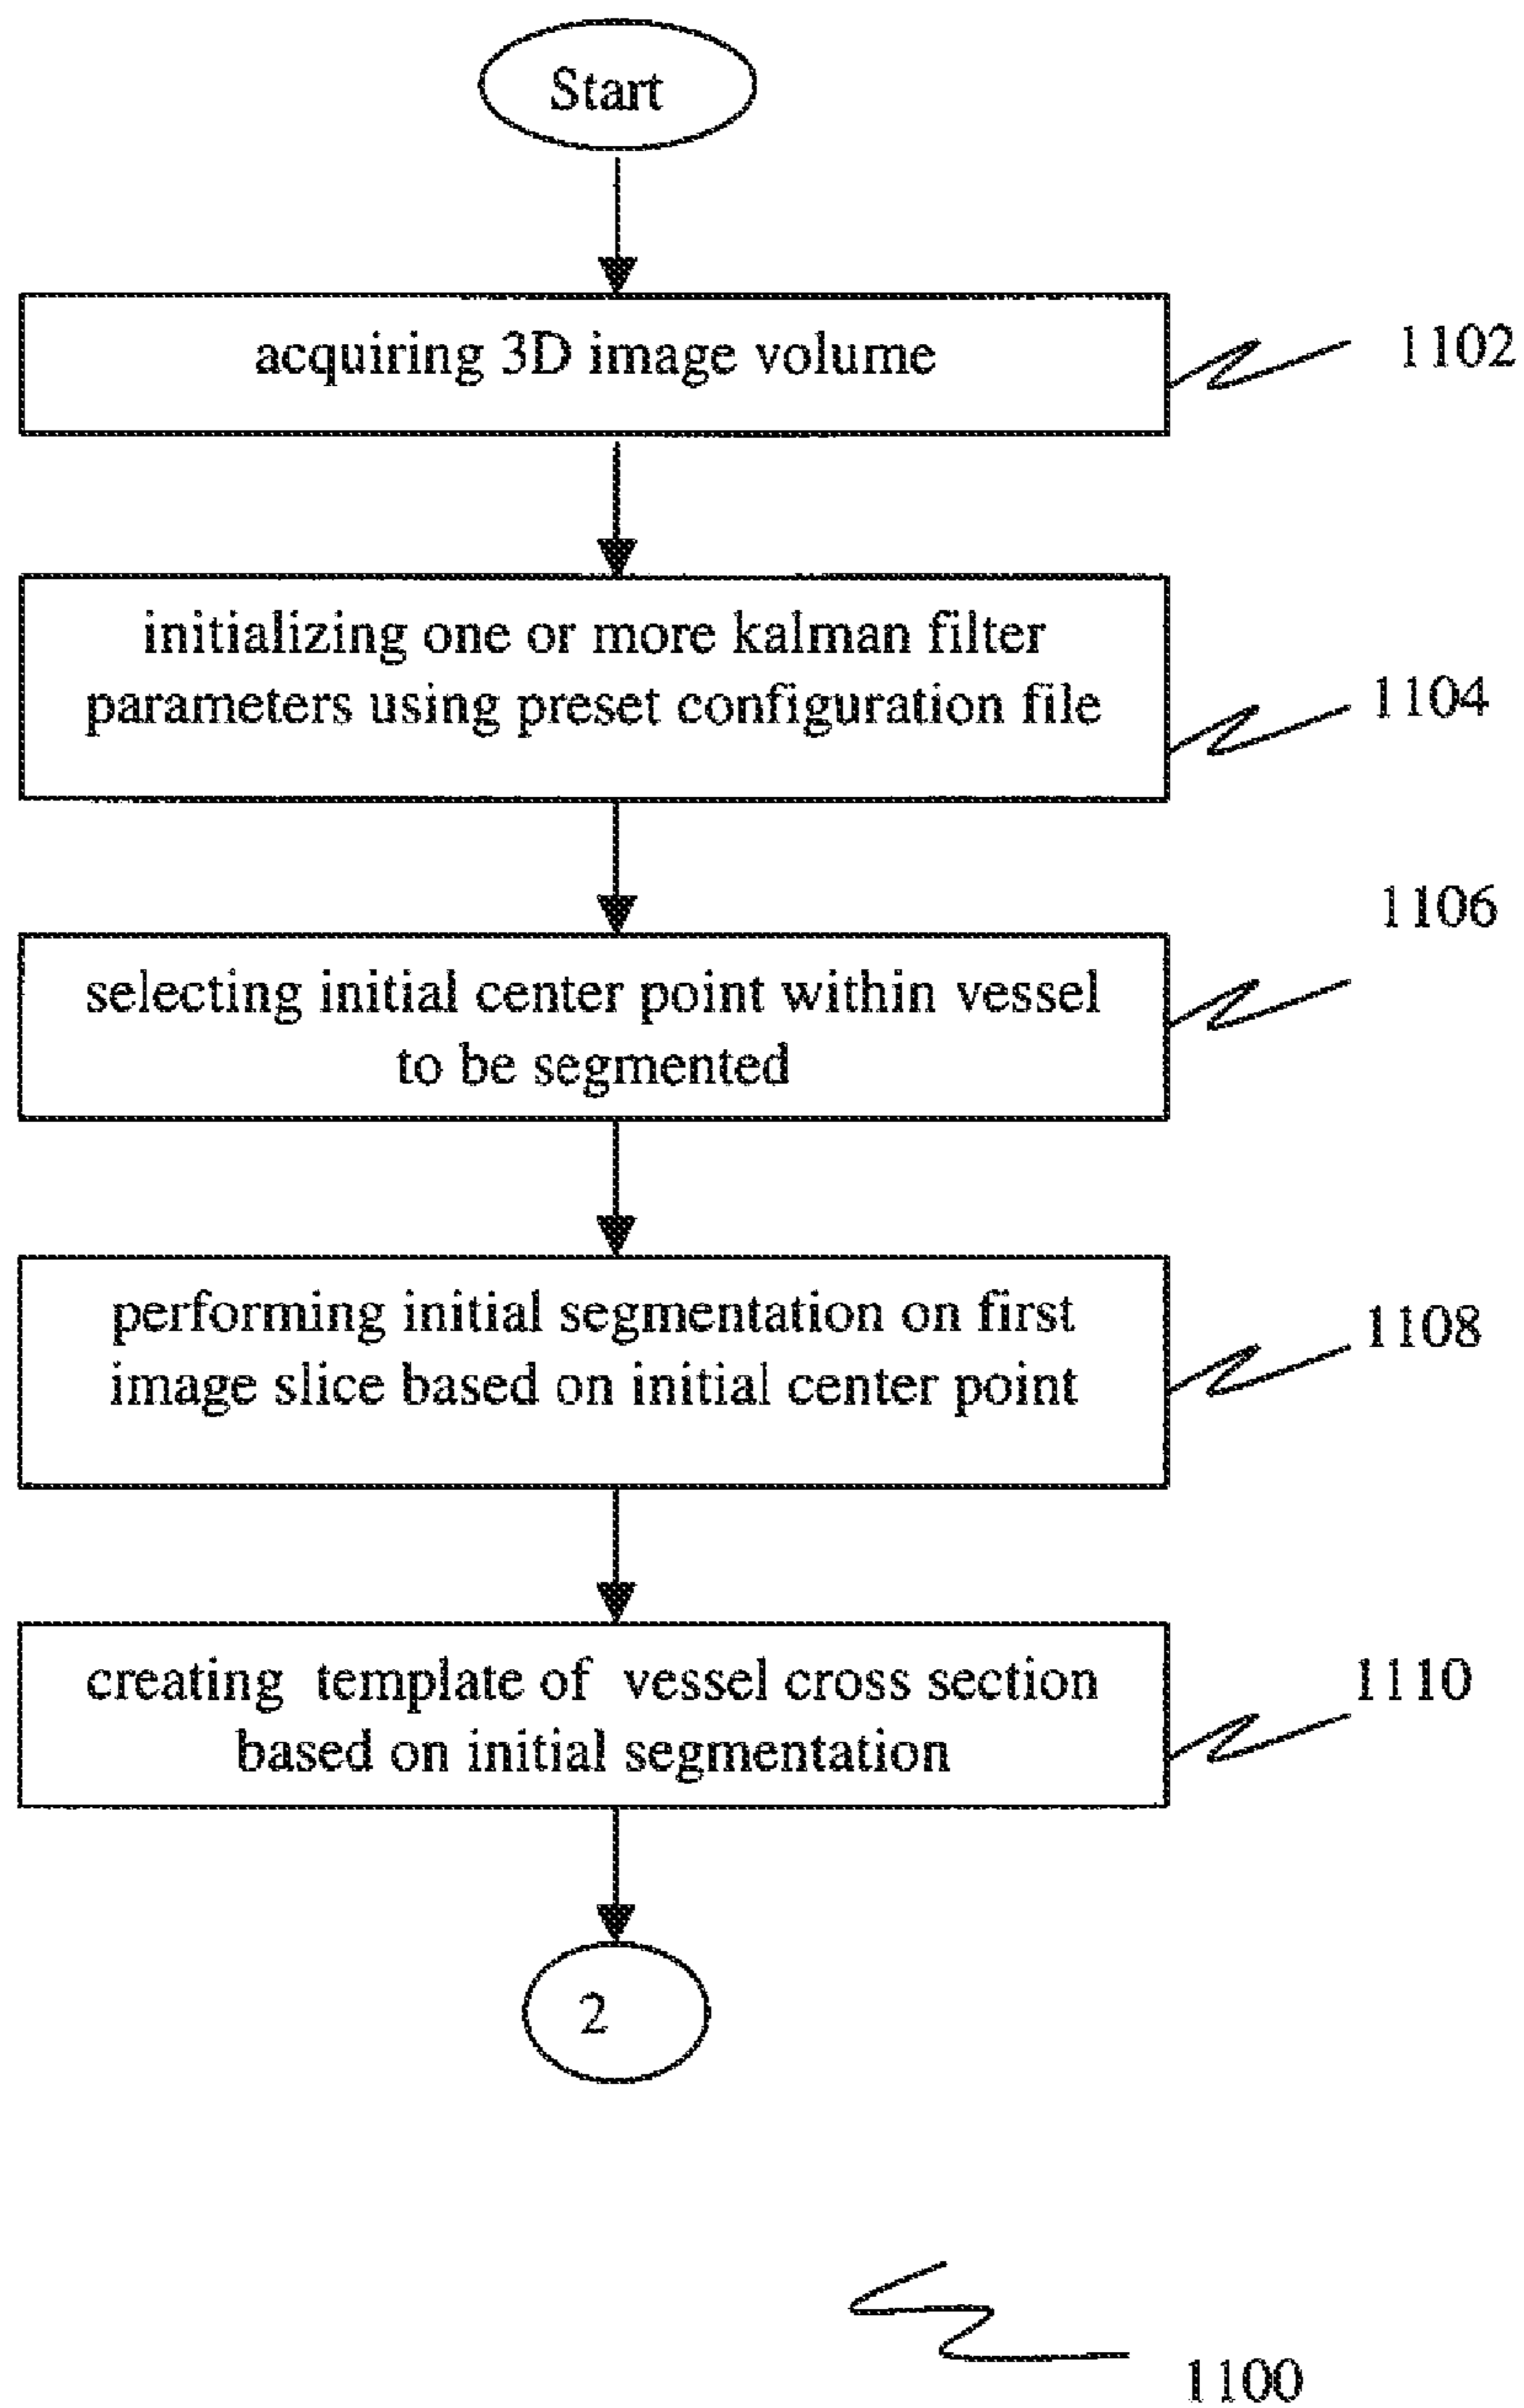 Start
acquiring 3D image volume
1102
initializing one or more kalman filter
parameters using preset configuration file
1104
1106
selecting initial center point within vessel
to be segmented
performing initial segmentation on first
image slice based on initial center point
1108
creating template of vessel cross section
based on initial segmentation
1110
2
1100